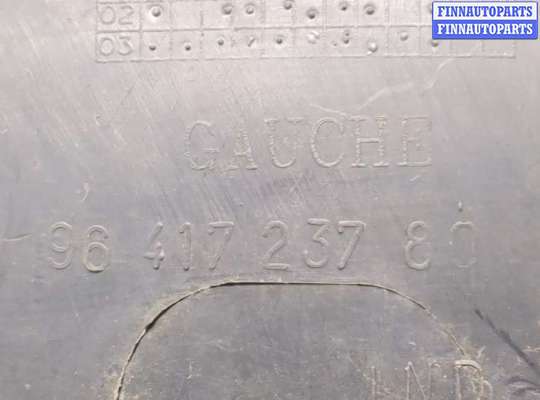 FINNAUTOPARTS
FINNAUTOPARTS
02
03
GAUCHE
96 417 237 80